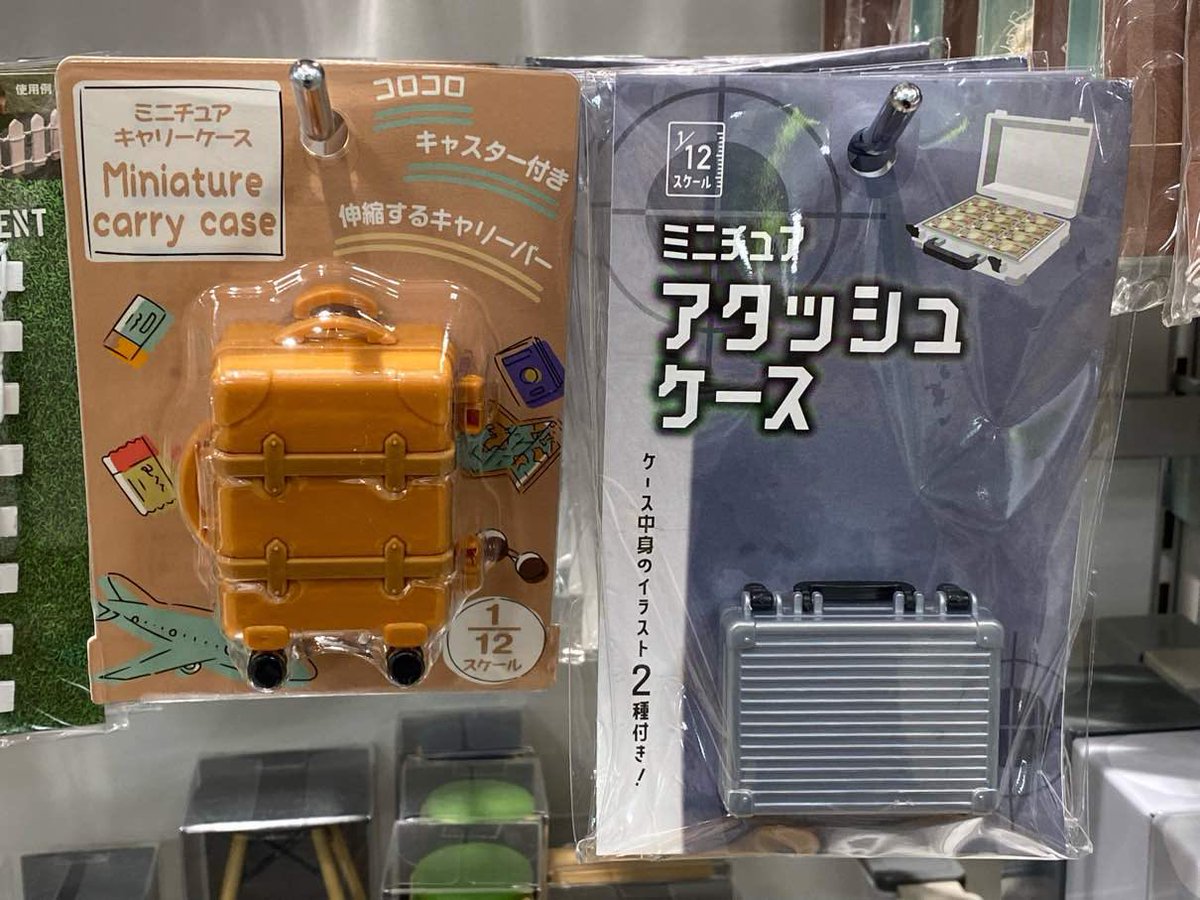 使用例
ENT
ミニチュア
キャリーケース
Miniature
carry case
コロコロ
キャスター付き
伸縮するキャリーバー
1
12
スケール
1/12
スケール
ミニチュア
アタッシュ
ケース
ケース中身のイラスト2種付き!